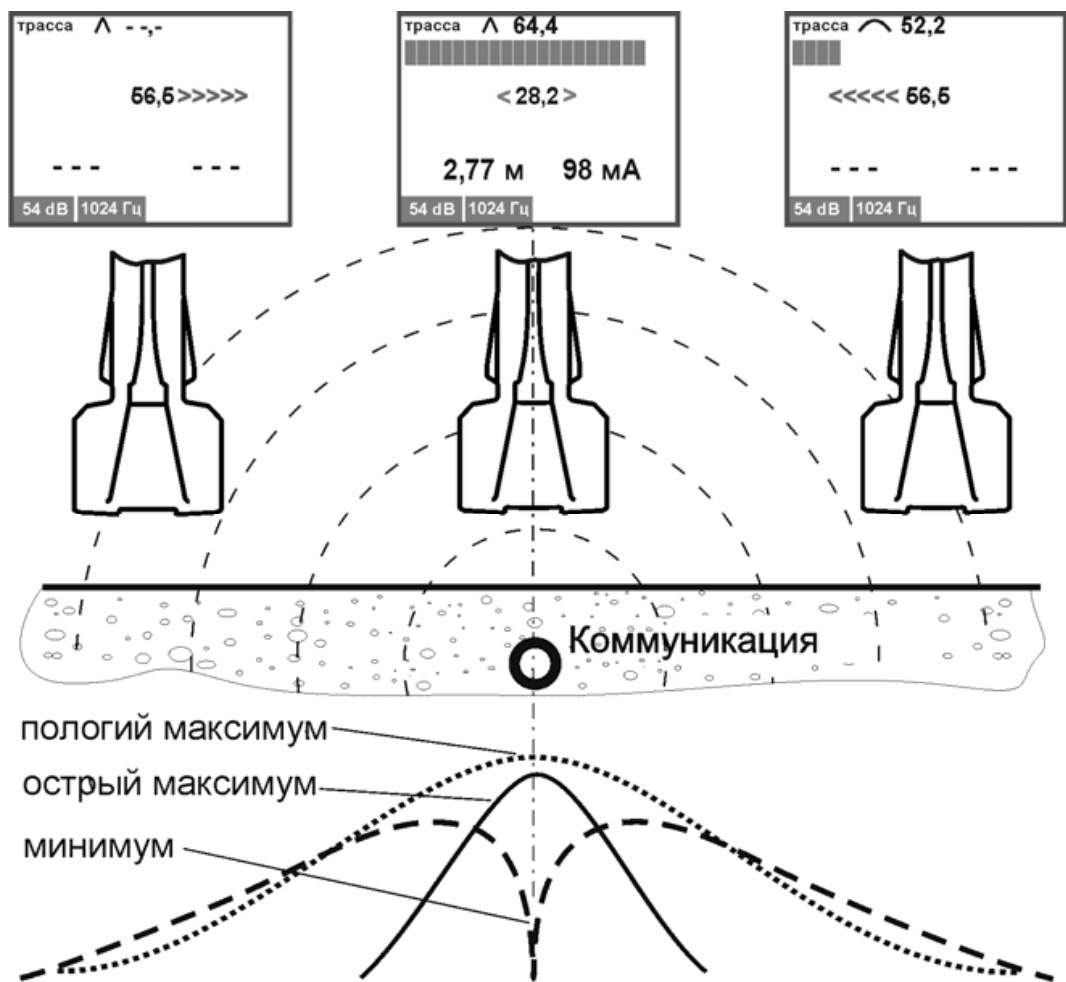 трасса ^ --,-
56,5>>>>>
--- ---
54 dB 1024 Гц
трасса ^ 64,4
<28,2>
2,77 м 98 мА
54 dB 1024 Гц
трасса ⌒ 52,2
<<<<< 56,5
--- ---
54 dB 1024 Гц
Коммуникация
пологий максимум
острый максимум
минимум